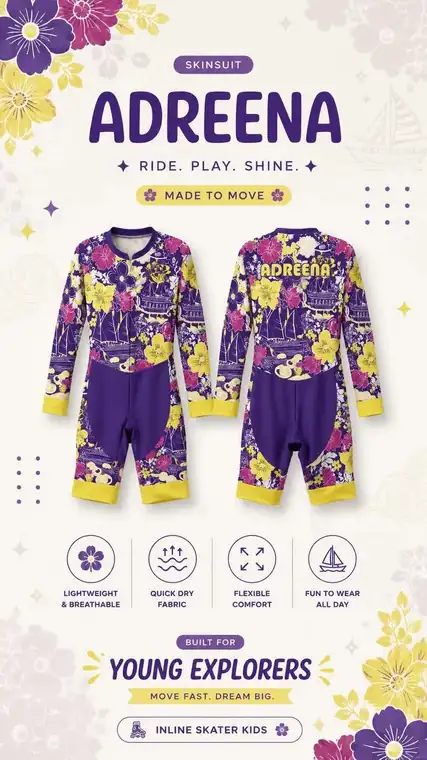 SKINSUIT
ADREENA
RIDE. PLAY. SHINE.
MADE TO MOVE
ADREENA
LIGHTWEIGHT
& BREATHABLE
QUICK DRY
FABRIC
FLEXIBLE
COMFORT
FUN TO WEAR
ALL DAY
BUILT FOR
YOUNG EXPLORERS
MOVE FAST. DREAM BIG.
INLINE SKATER KIDS